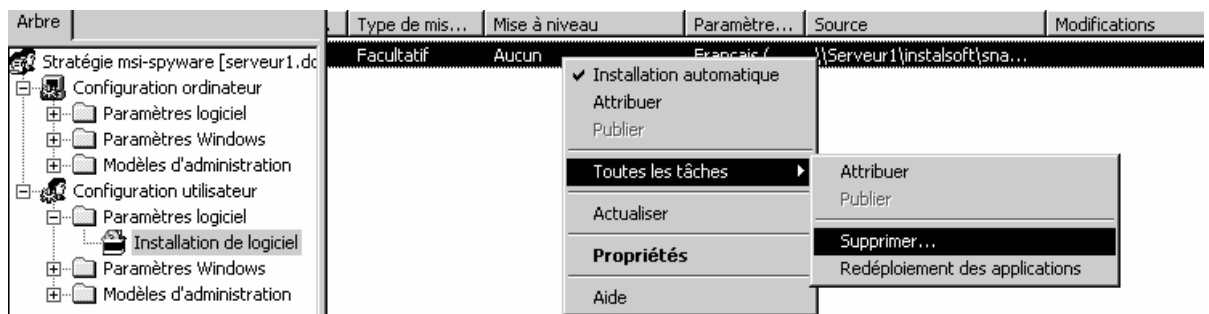 Arbre
Type de mis... Mise à niveau Paramètre... Source Modifications
Stratégie msi-spyware [serveur1.do
Facultatif Aucun Français ( \\Serveur1\instalsoft\sna...
Configuration ordinateur
Paramètres logiciel
Paramètres Windows
Modèles d'administration
Configuration utilisateur
Paramètres logiciel
Installation de logiciel
Paramètres Windows
Modèles d'administration
Installation automatique
Attribuer
Publier
Toutes les tâches
Actualiser
Propriétés
Aide
Attribuer
Publier
Supprimer...
Redéploiement des applications